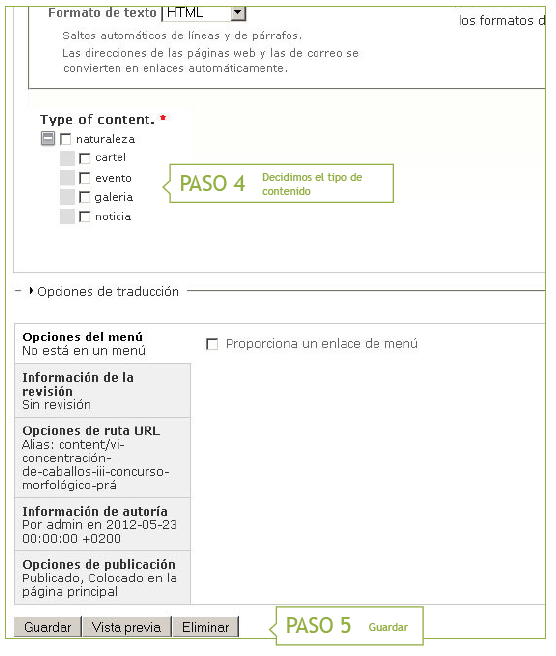 Formato de texto HTML
los formatos d
Saltos automáticos de líneas y de párrafos.
Las direcciones de las páginas web y las de correo se
convierten en enlaces automáticamente.
Type of content. *
naturaleza
cartel
evento
galeria
noticia
PASO 4 Decidimos el tipo de
contenido
Opciones de traducción
Opciones del menú
No está en un menú
Proporciona un enlace de menú
Información de la
revisión
Sin revisión
Opciones de ruta URL
Alias: content/vi-
concentración-
de-caballos-iii-concurso-
morfológico-prá
Información de autoría
Por admin en 2012-05-23
00:00:00 +0200
Opciones de publicación
Publicado, Colocado en la
página principal
Guardar Vista previa Eliminar
PASO 5 Guardar